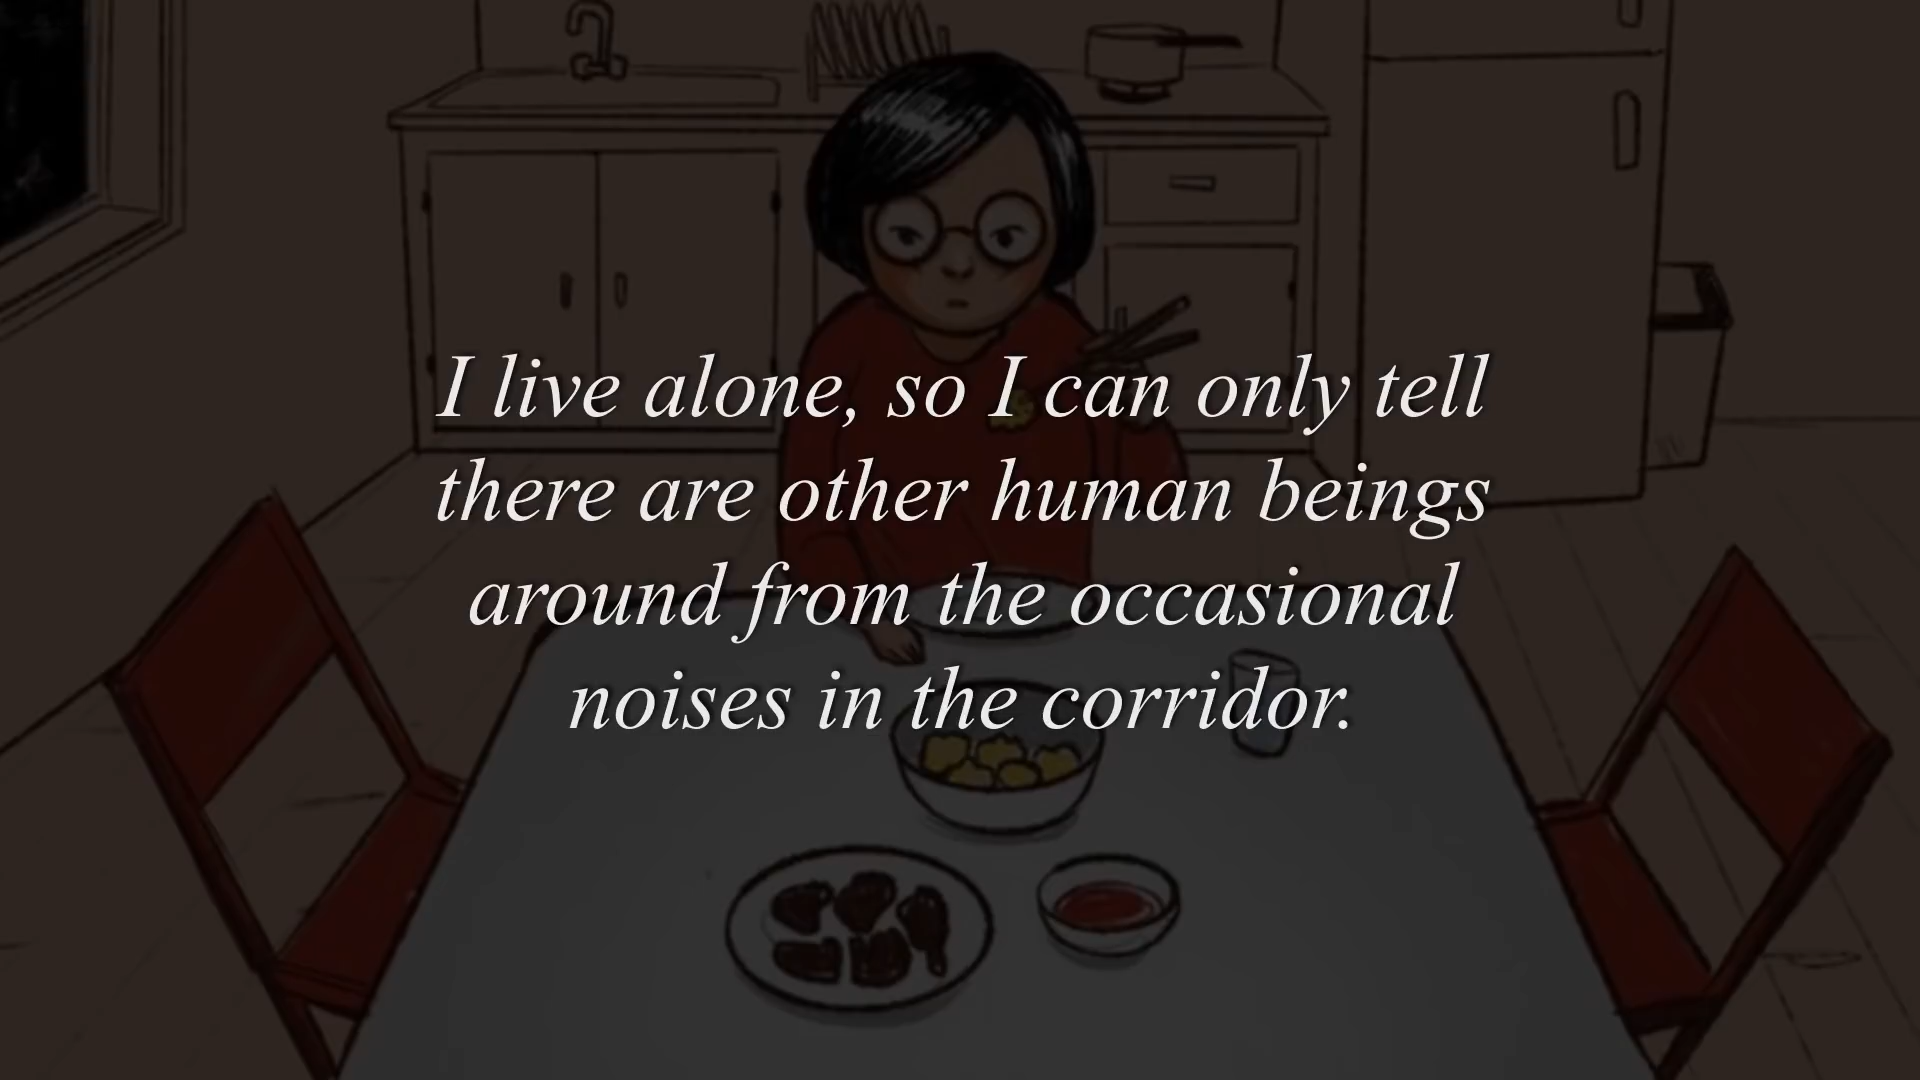 I live alone, so I can only tell
there are other human beings
around from the occasional
noises in the corridor.